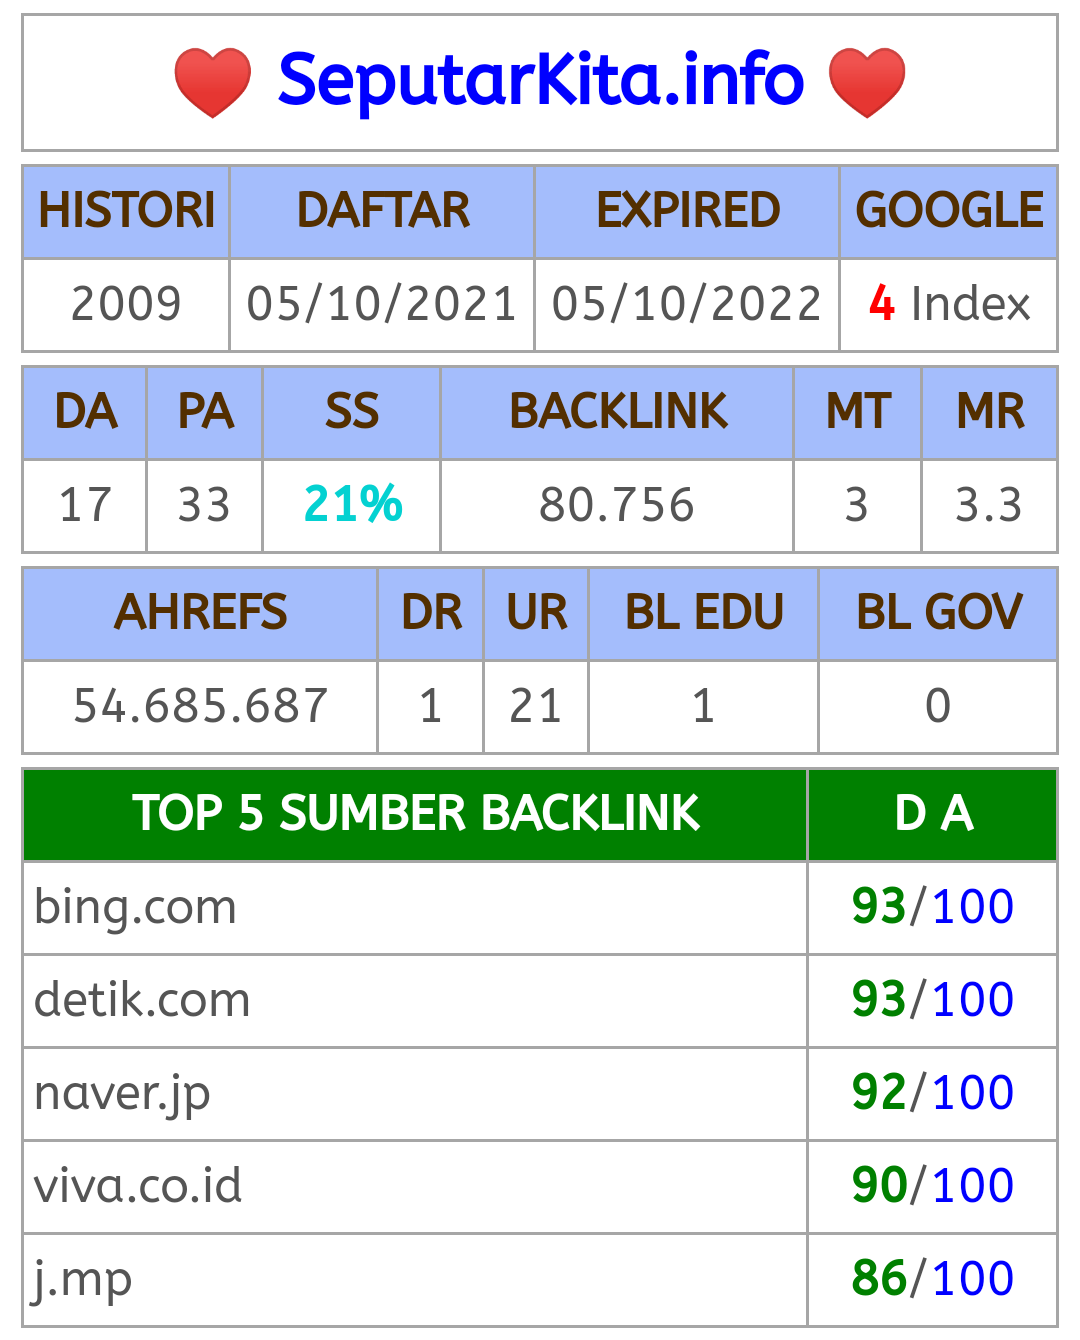 ❤️ SeputarKita.info ❤️
HISTORI DAFTAR EXPIRED GOOGLE
2009 05/10/2021 05/10/2022 4 Index
DA PA SS BACKLINK MT MR
17 33 21% 80.756 3 3.3
AHREFS DR UR BL EDU BL GOV
54.685.687 1 21 1 0
TOP 5 SUMBER BACKLINK D A
bing.com 93/100
detik.com 93/100
naver.jp 92/100
viva.co.id 90/100
j.mp 86/100